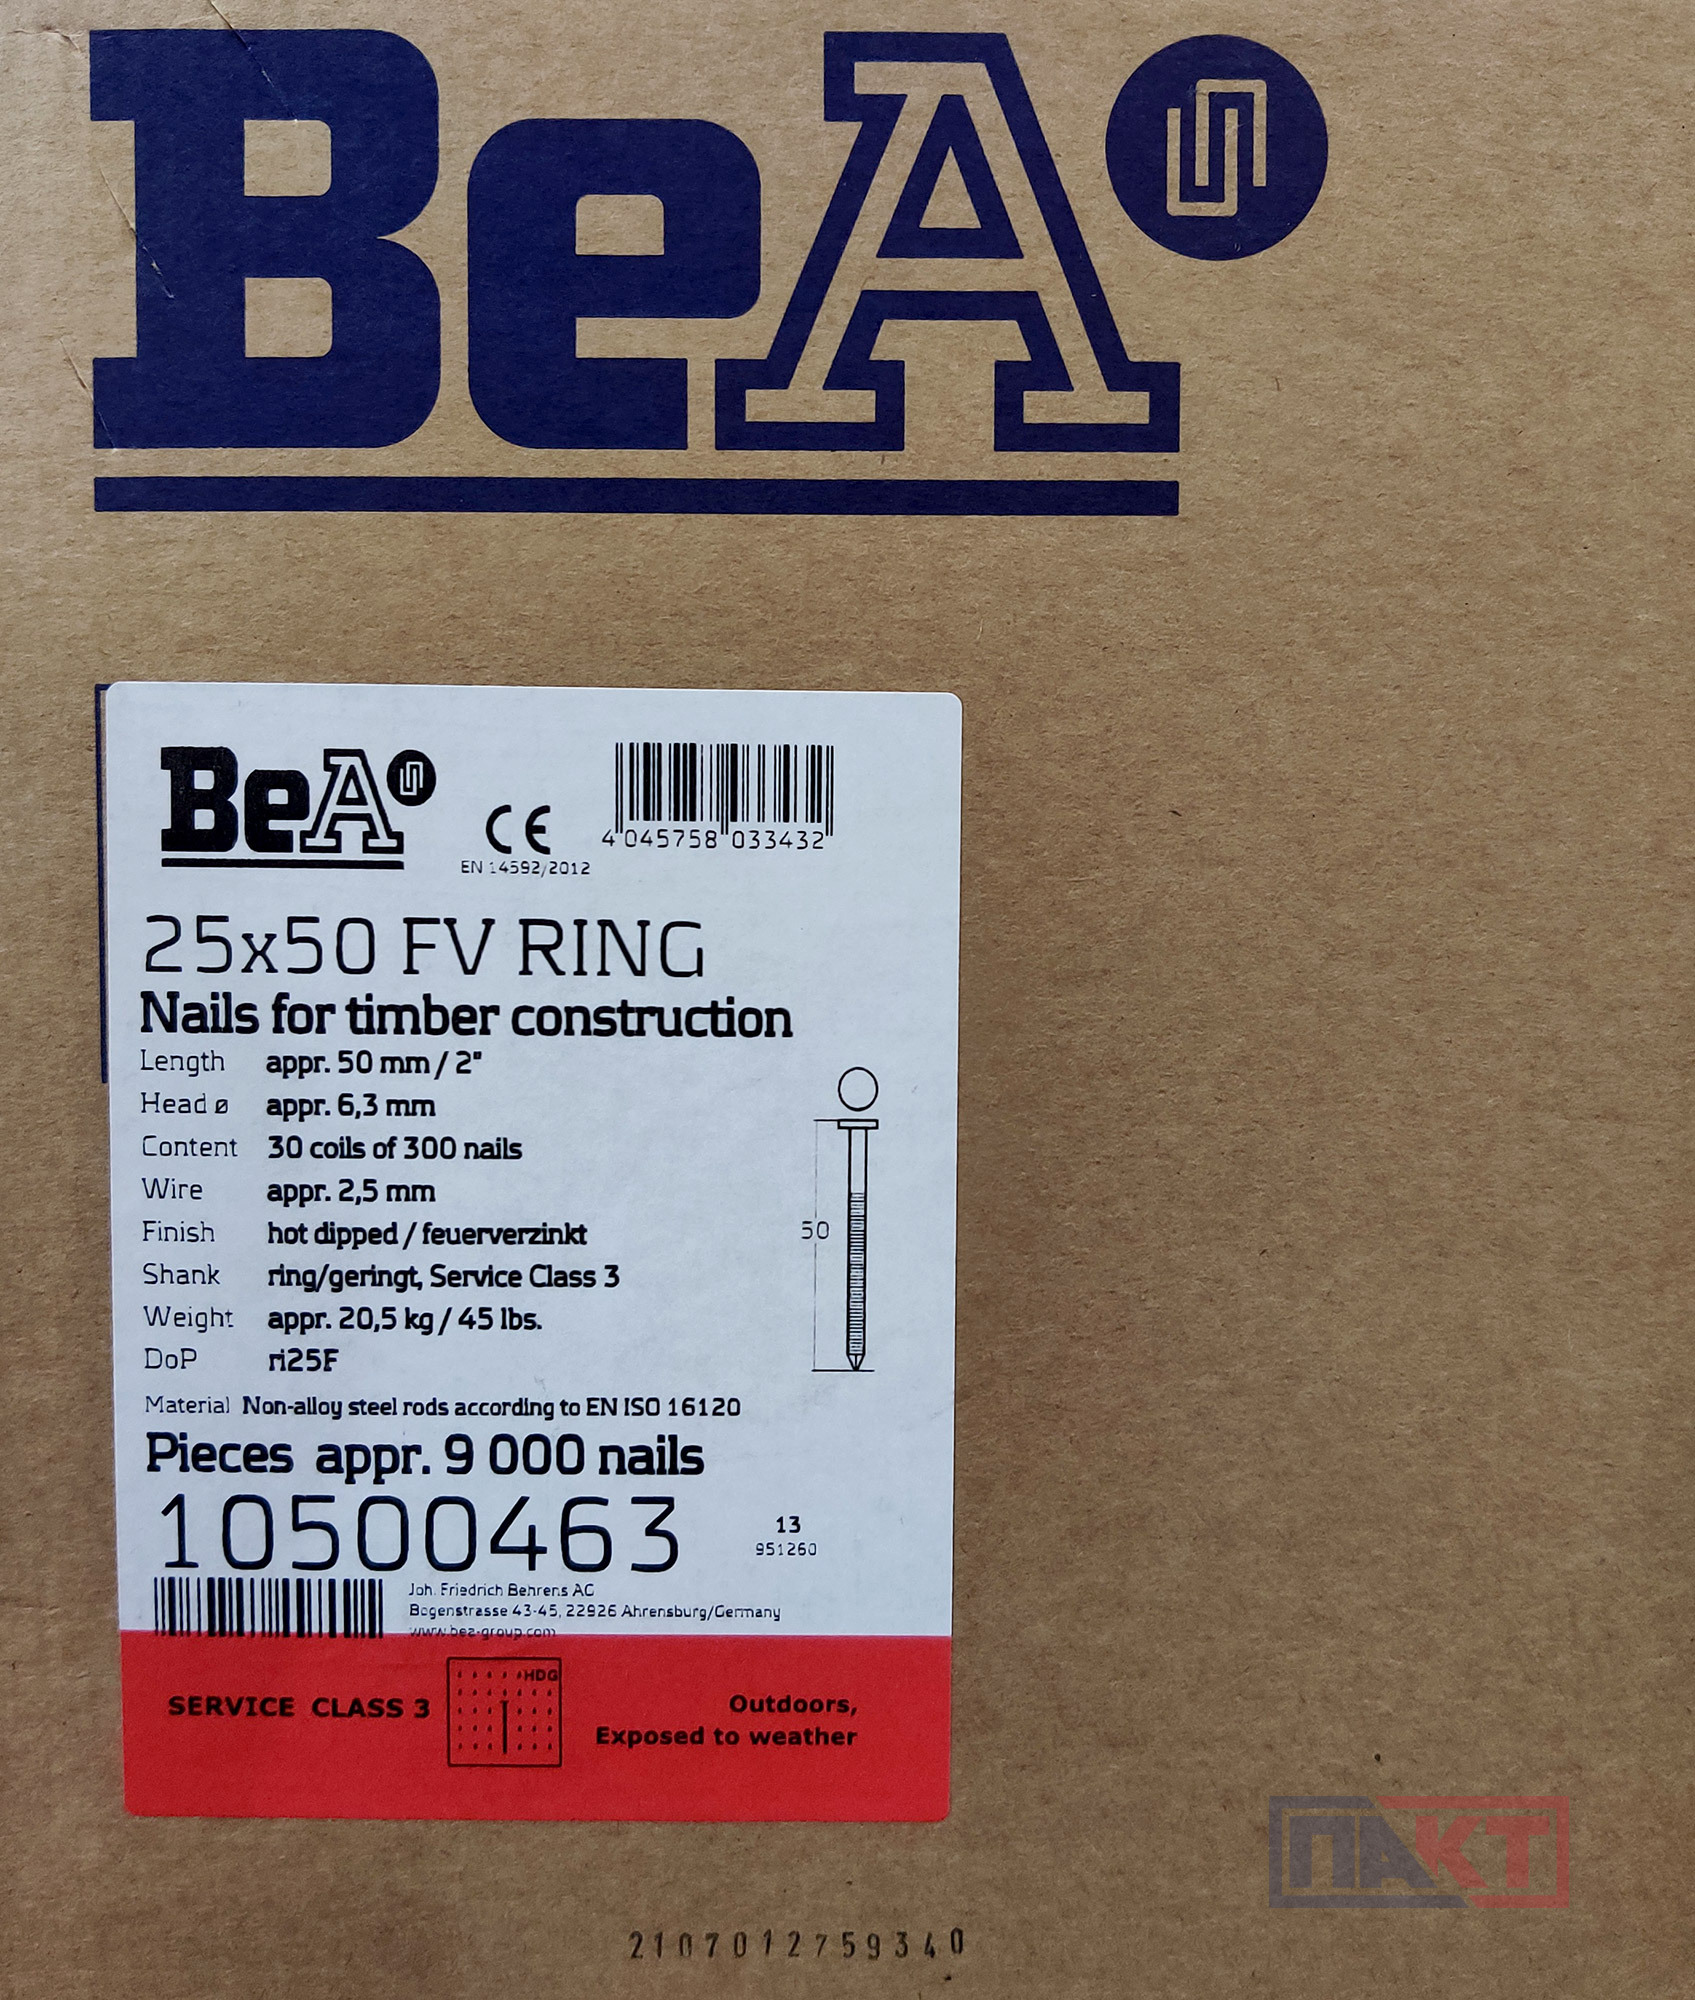 BeA
BeA
CE
EN 14592/2012
4 045758 033432
25x50 FV RING
Nails for timber construction
Length appr. 50 mm / 2"
Head ø appr. 6,3 mm
Content 30 coils of 300 nails
Wire appr. 2,5 mm
Finish hot dipped / feuerverzinkt
Shank ring/geringt, Service Class 3
Weight appr. 20,5 kg / 45 lbs.
DoP ri25F
50
Material Non-alloy steel rods according to EN ISO 16120
Pieces appr. 9 000 nails
10500463
13
951260
Joh. Friedrich Behrens AG
Bogenstrasse 43-45, 22926 Ahrensburg/Germany
www.bea-group.com
HDG
SERVICE CLASS 3
Outdoors,
Exposed to weather
ПАКТ
2107012759340